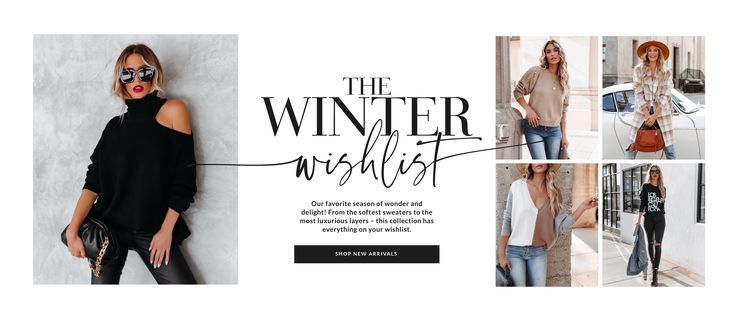 THE
WINTER
wishlist
Our favorite season of wonder and
delight! From the softest sweaters to the
most luxurious layers – this collection has
everything on your wishlist.
SHOP NEW ARRIVALS